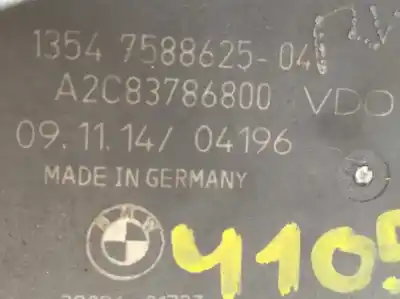 1354 7588625-04
A2C83786800 VDO
09.11.14/ 04196
MADE IN GERMANY
BMW
4105